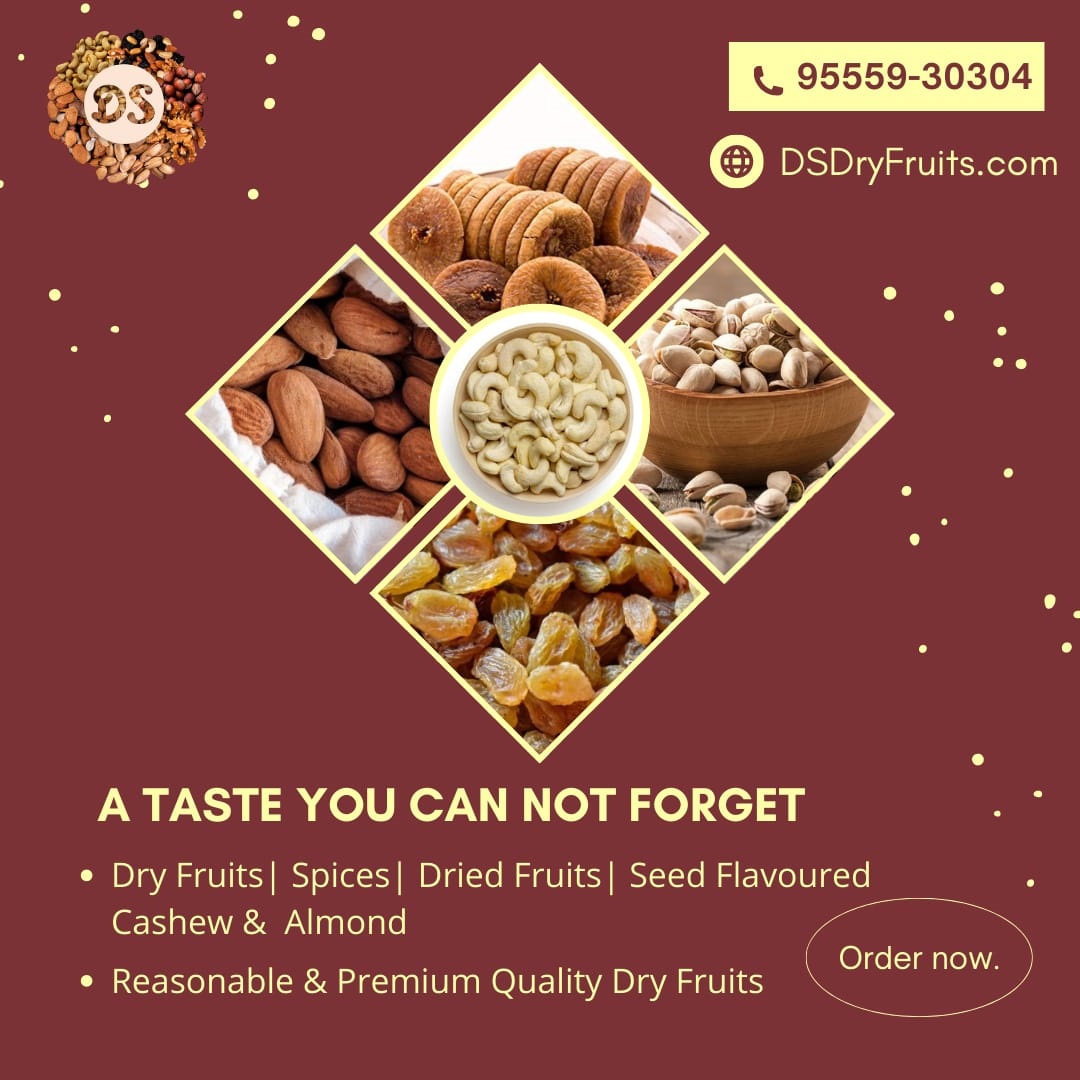 DS
95559-30304
DSDryFruits.com
A TASTE YOU CAN NOT FORGET
• Dry Fruits| Spices| Dried Fruits| Seed Flavoured
Cashew & Almond
• Reasonable & Premium Quality Dry Fruits
Order now.